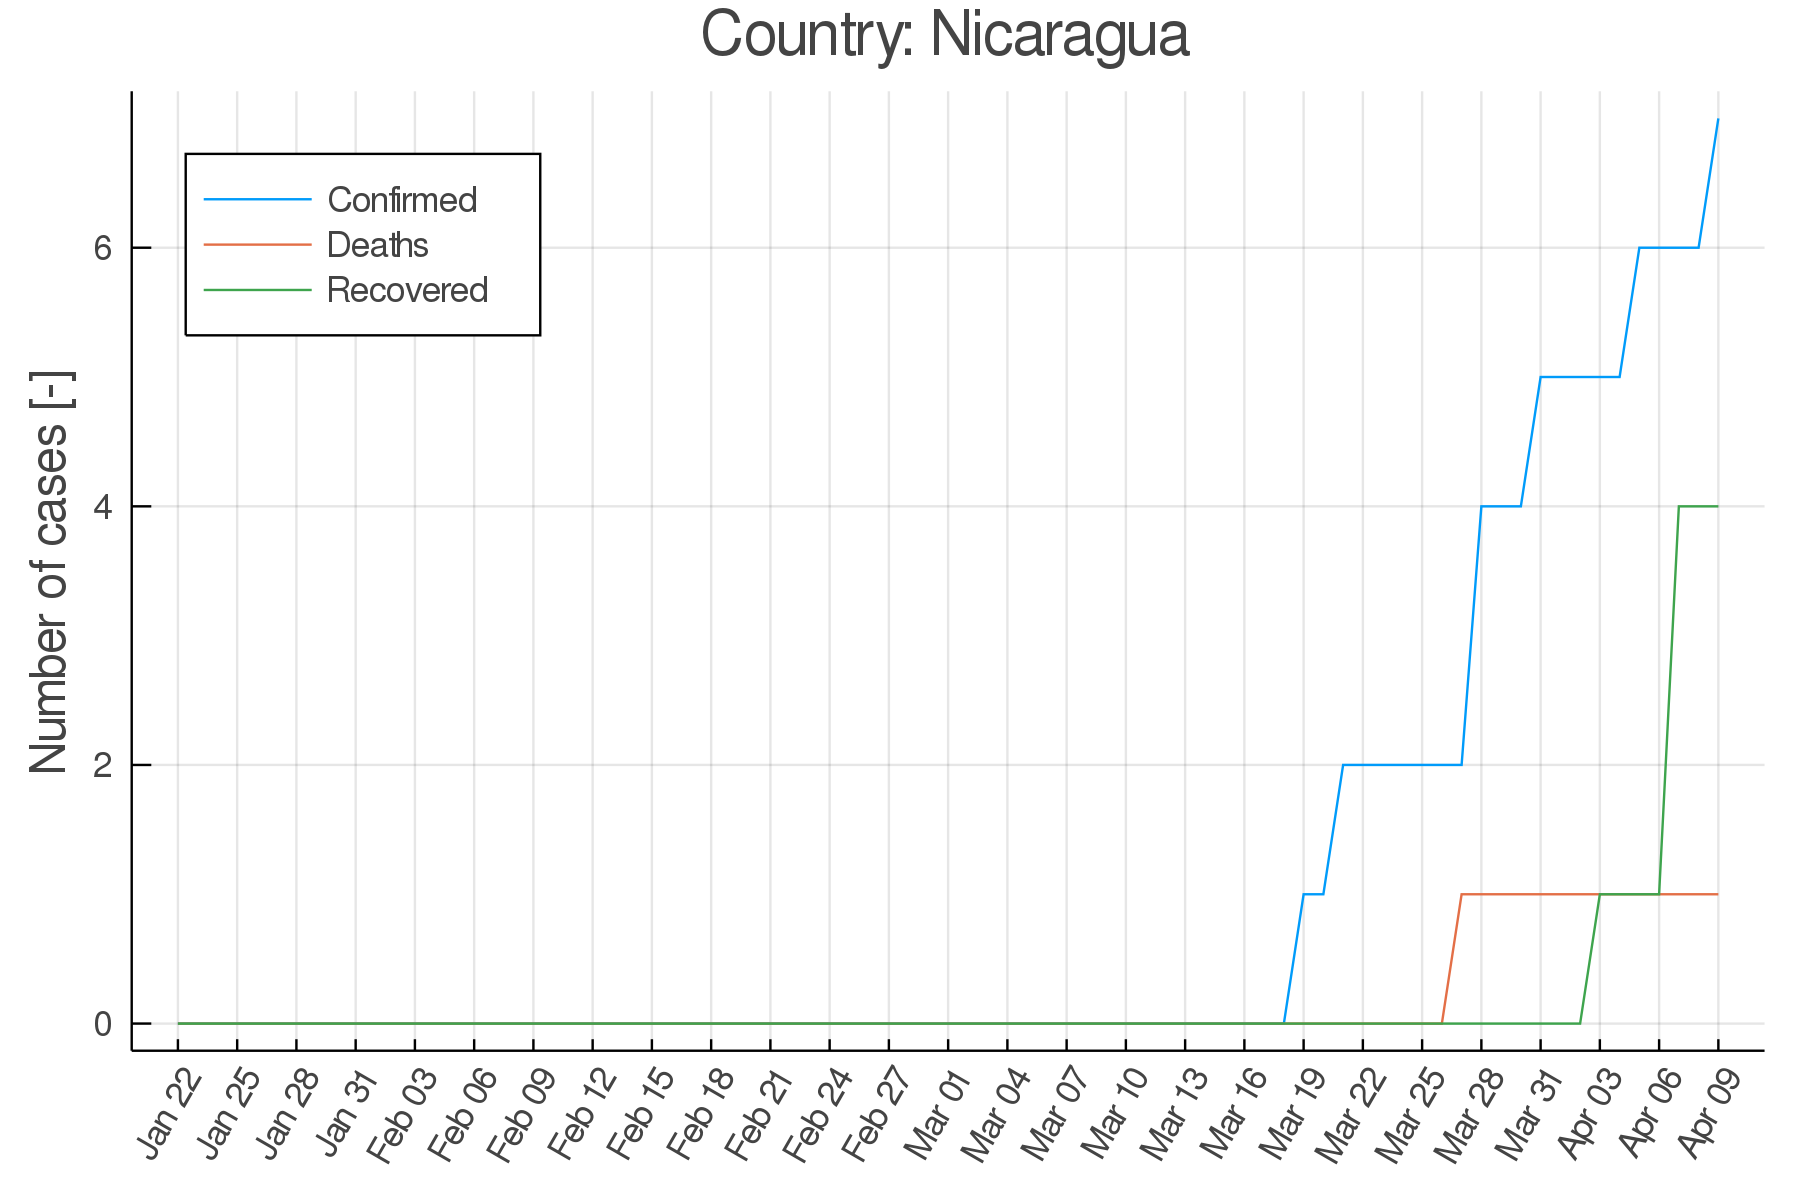 Country: Nicaragua
Confirmed
Deaths
Recovered
Number of cases [-]
6
4
2
0
Jan 22
Jan 25
Jan 28
Jan 31
Feb 03
Feb 06
Feb 09
Feb 12
Feb 15
Feb 18
Feb 21
Feb 24
Feb 27
Mar 01
Mar 04
Mar 07
Mar 10
Mar 13
Mar 16
Mar 19
Mar 22
Mar 25
Mar 28
Mar 31
Apr 03
Apr 06
Apr 09